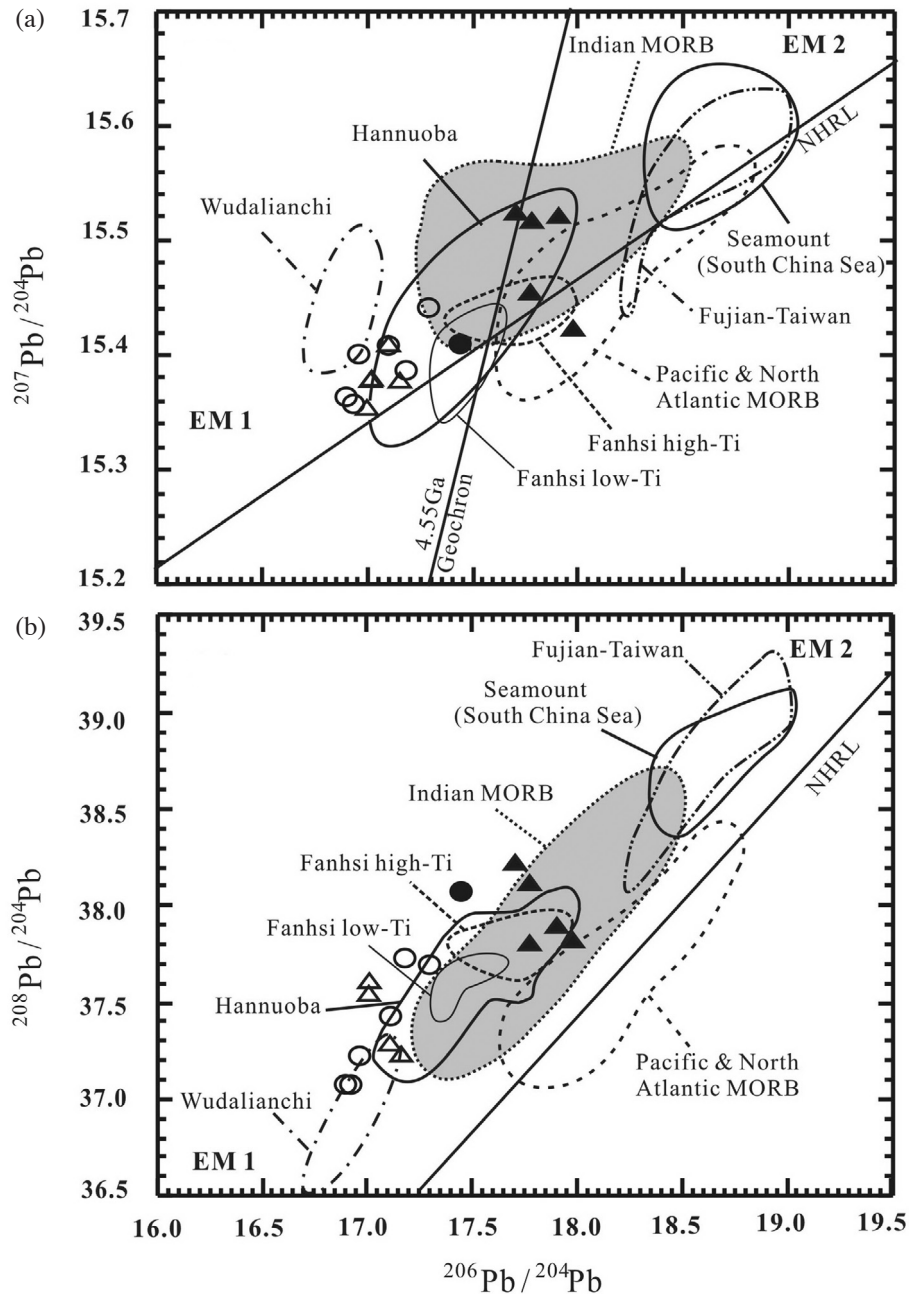 (a)
15.7
15.6
15.5
15.4
15.3
15.2
207Pb/204Pb
Indian MORB
EM 2
Hannuoba
NHRL
Wudalianchi
Seamount
(South China Sea)
Fujian-Taiwan
Pacific & North
Atlantic MORB
EM 1
Fanhsi high-Ti
Fanhsi low-Ti
4.55Ga
Geochron
(b)
39.5
39.0
38.5
38.0
37.5
37.0
36.5
208Pb/204Pb
Fujian-Taiwan
EM 2
Seamount
(South China Sea)
NHRL
Indian MORB
Fanhsi high-Ti
Fanhsi low-Ti
Hannuoba
Pacific & North
Atlantic MORB
Wudalianchi
EM 1
16.0 16.5 17.0 17.5 18.0 18.5 19.0 19.5
206Pb/204Pb